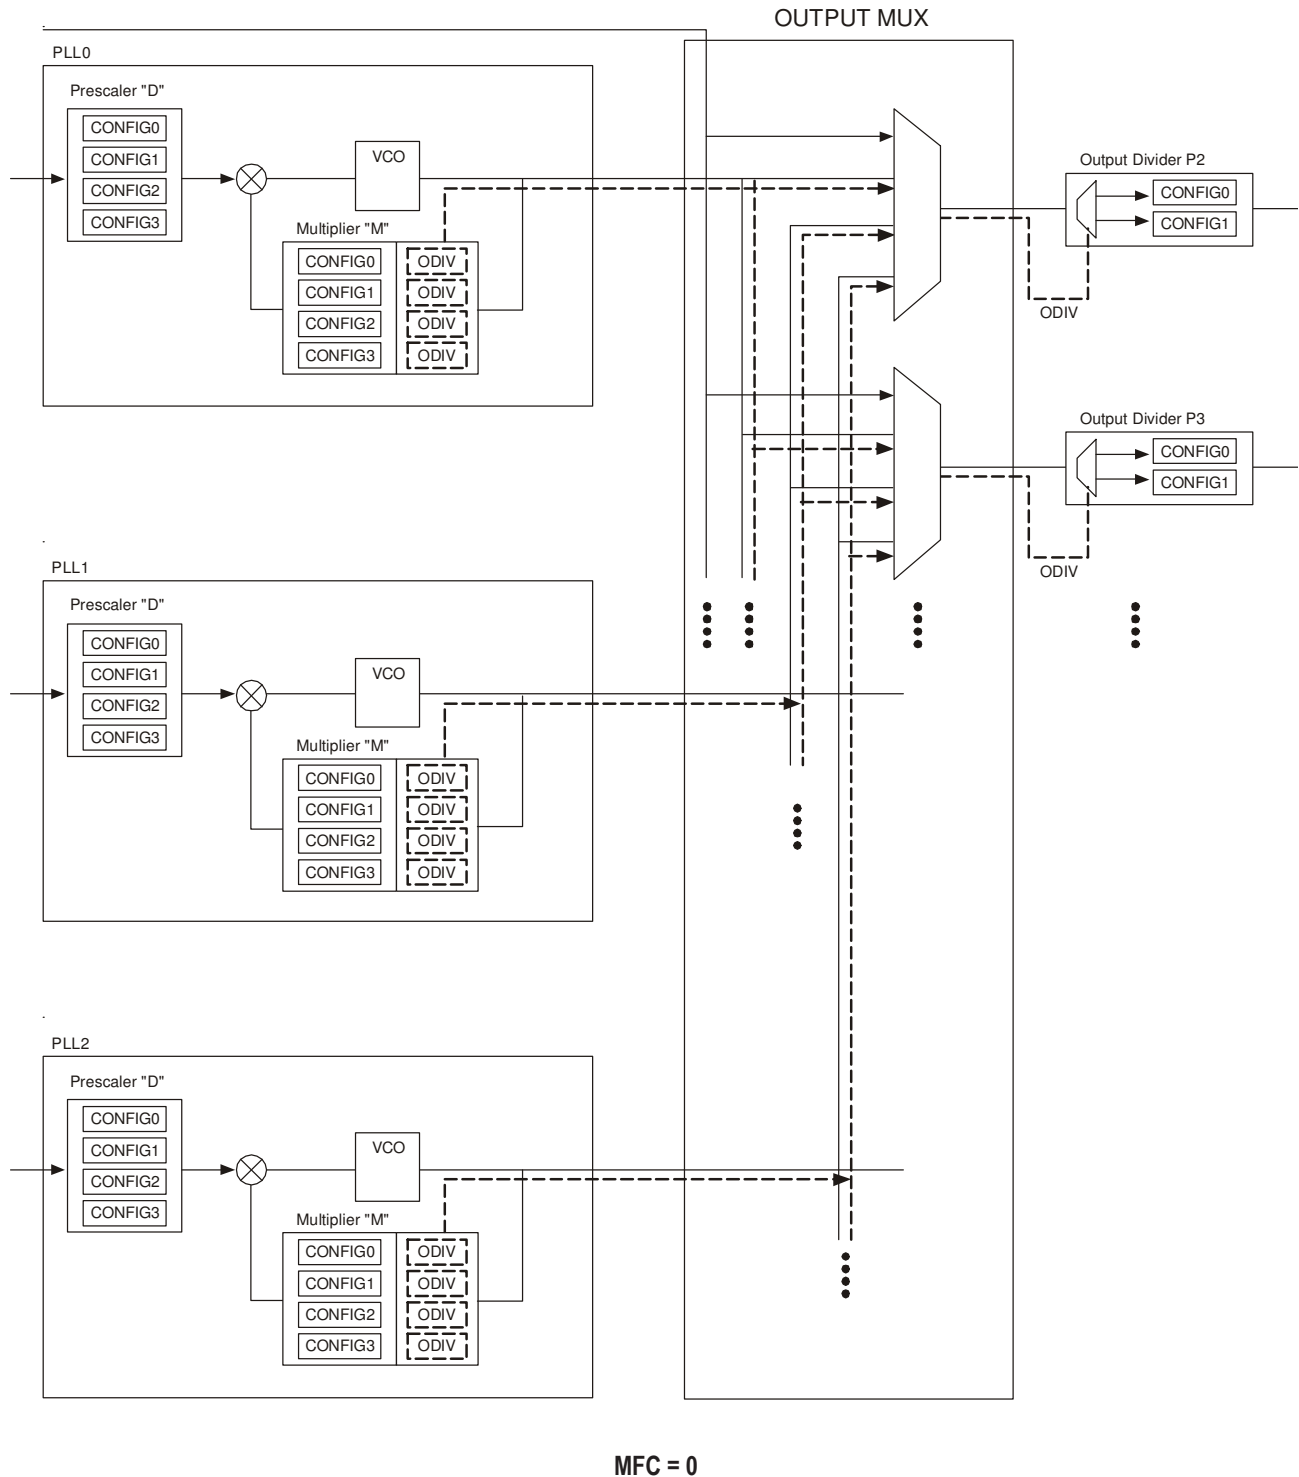 OUTPUT MUX
PLL0
Prescaler "D"
CONFIG0
CONFIG1
CONFIG2
CONFIG3
VCO
Multiplier "M"
CONFIG0 ODIV
CONFIG1 ODIV
CONFIG2 ODIV
CONFIG3 ODIV
Output Divider P2
CONFIG0
CONFIG1
ODIV
Output Divider P3
CONFIG0
CONFIG1
ODIV
PLL1
Prescaler "D"
CONFIG0
CONFIG1
CONFIG2
CONFIG3
VCO
Multiplier "M"
CONFIG0 ODIV
CONFIG1 ODIV
CONFIG2 ODIV
CONFIG3 ODIV
PLL2
Prescaler "D"
CONFIG0
CONFIG1
CONFIG2
CONFIG3
VCO
Multiplier "M"
CONFIG0 ODIV
CONFIG1 ODIV
CONFIG2 ODIV
CONFIG3 ODIV
MFC = 0